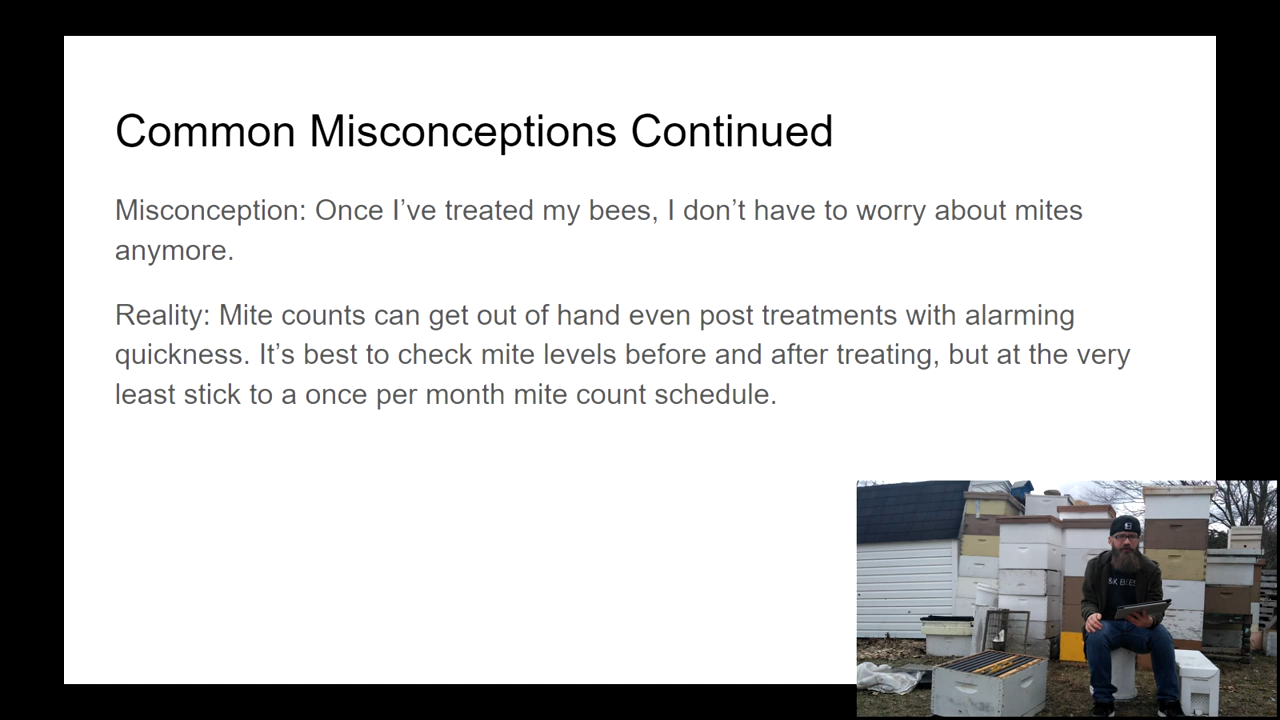 Common Misconceptions Continued
Misconception: Once I’ve treated my bees, I don’t have to worry about mites
anymore.
Reality: Mite counts can get out of hand even post treatments with alarming
quickness. It’s best to check mite levels before and after treating, but at the very
least stick to a once per month mite count schedule.